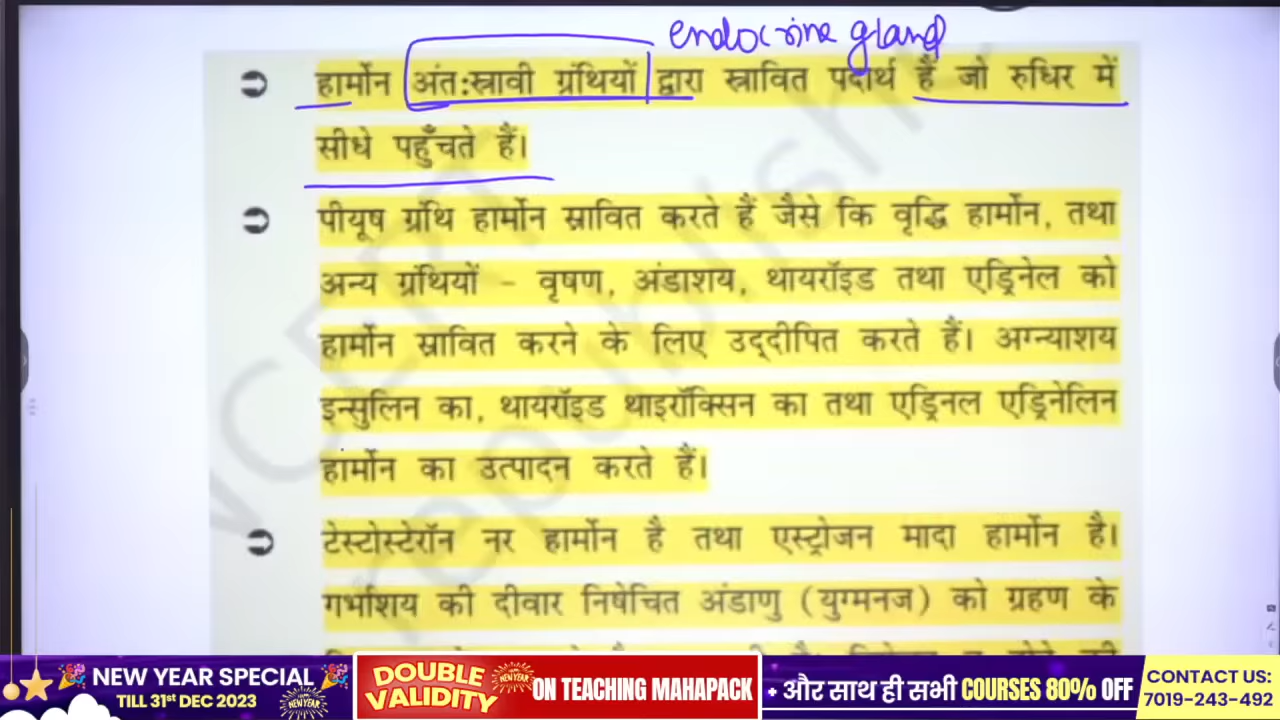 endocrine gland
हार्मोन अंतःस्रावी ग्रंथियों द्वारा स्रावित पदार्थ हैं जो रुधिर में
सीधे पहुँचते हैं।
पीयूष ग्रंथि हार्मोन स्रावित करते हैं जैसे कि वृद्धि हार्मोन, तथा
अन्य ग्रंथियों - वृषण, अंडाशय, थायरॉइड तथा एड्रिनेल को
हार्मोन स्रावित करने के लिए उद्‌दीपित करते हैं। अग्न्याशय
इन्सुलिन का, थायरॉइड थाइरॉक्सिन का तथा एड्रिनल एड्रिनेलिन
हार्मोन का उत्पादन करते हैं।
टेस्टोस्टेरॉन नर हार्मोन है तथा एस्ट्रोजन मादा हार्मोन है।
गर्भाशय की दीवार निषेचित अंडाणु (युग्मनज) को ग्रहण के
NEW YEAR SPECIAL
TILL 31st DEC 2023
DOUBLE
VALIDITY
ON TEACHING MAHAPACK
+ और साथ ही सभी COURSES 80% OFF
CONTACT US:
7019-243-492